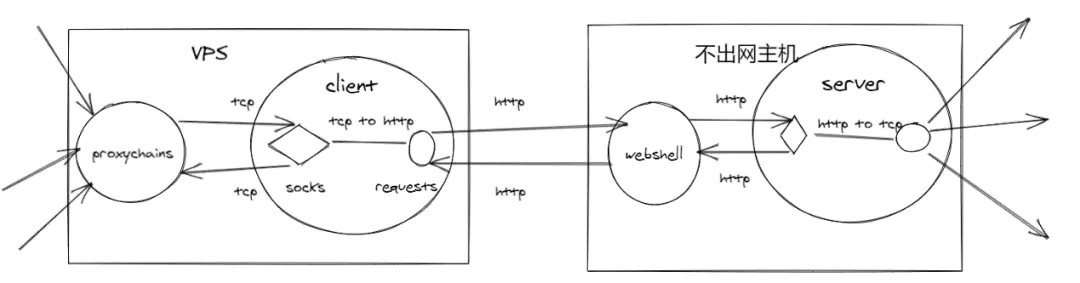 VPS
不出网主机
client
server
tcp
http
http
tcp to http
http to tcp
proxychains
webshell
tcp
socks
requests
http
http